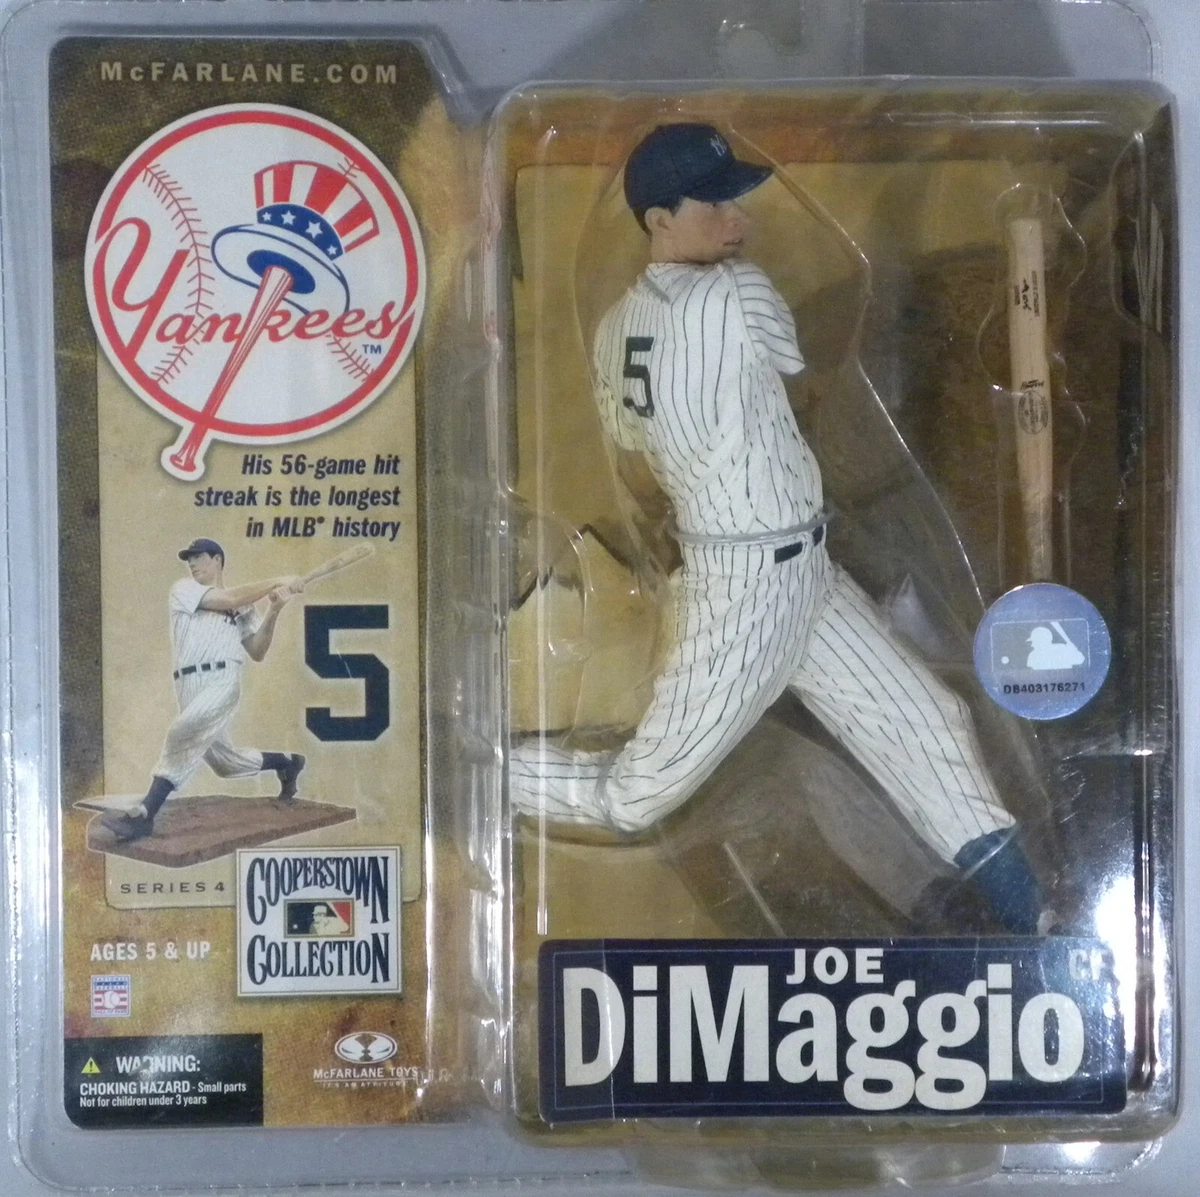 McFARLANE.COM
Yankees
TM
His 56-game hit
streak is the longest
in MLB® history
5
SERIES 4
COOPERSTOWN
COLLECTION
AGES 5 & UP
WARNING:
CHOKING HAZARD - Small parts
Not for children under 3 years
McFARLANE TOYS
NY
5
DB403176271
JOE
CF
DiMaggio